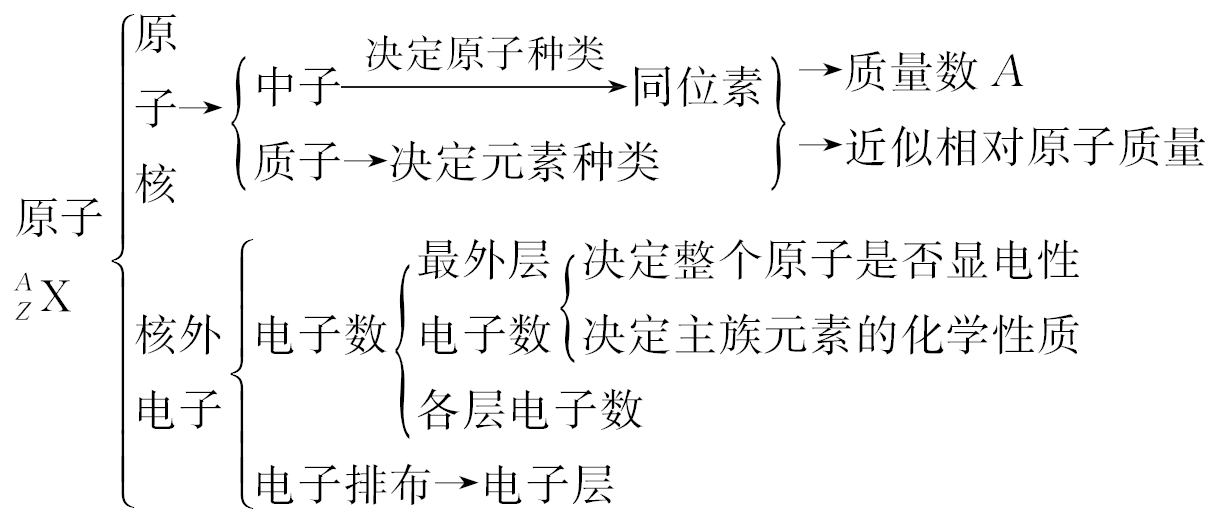 原子
^A_Z X
原子核→
中子 决定原子种类→同位素
质子→决定元素种类
→质量数 A
→近似相对原子质量
核外
电子
电子数
最外层
电子数
决定整个原子是否显电性
决定主族元素的化学性质
各层电子数
电子排布→电子层